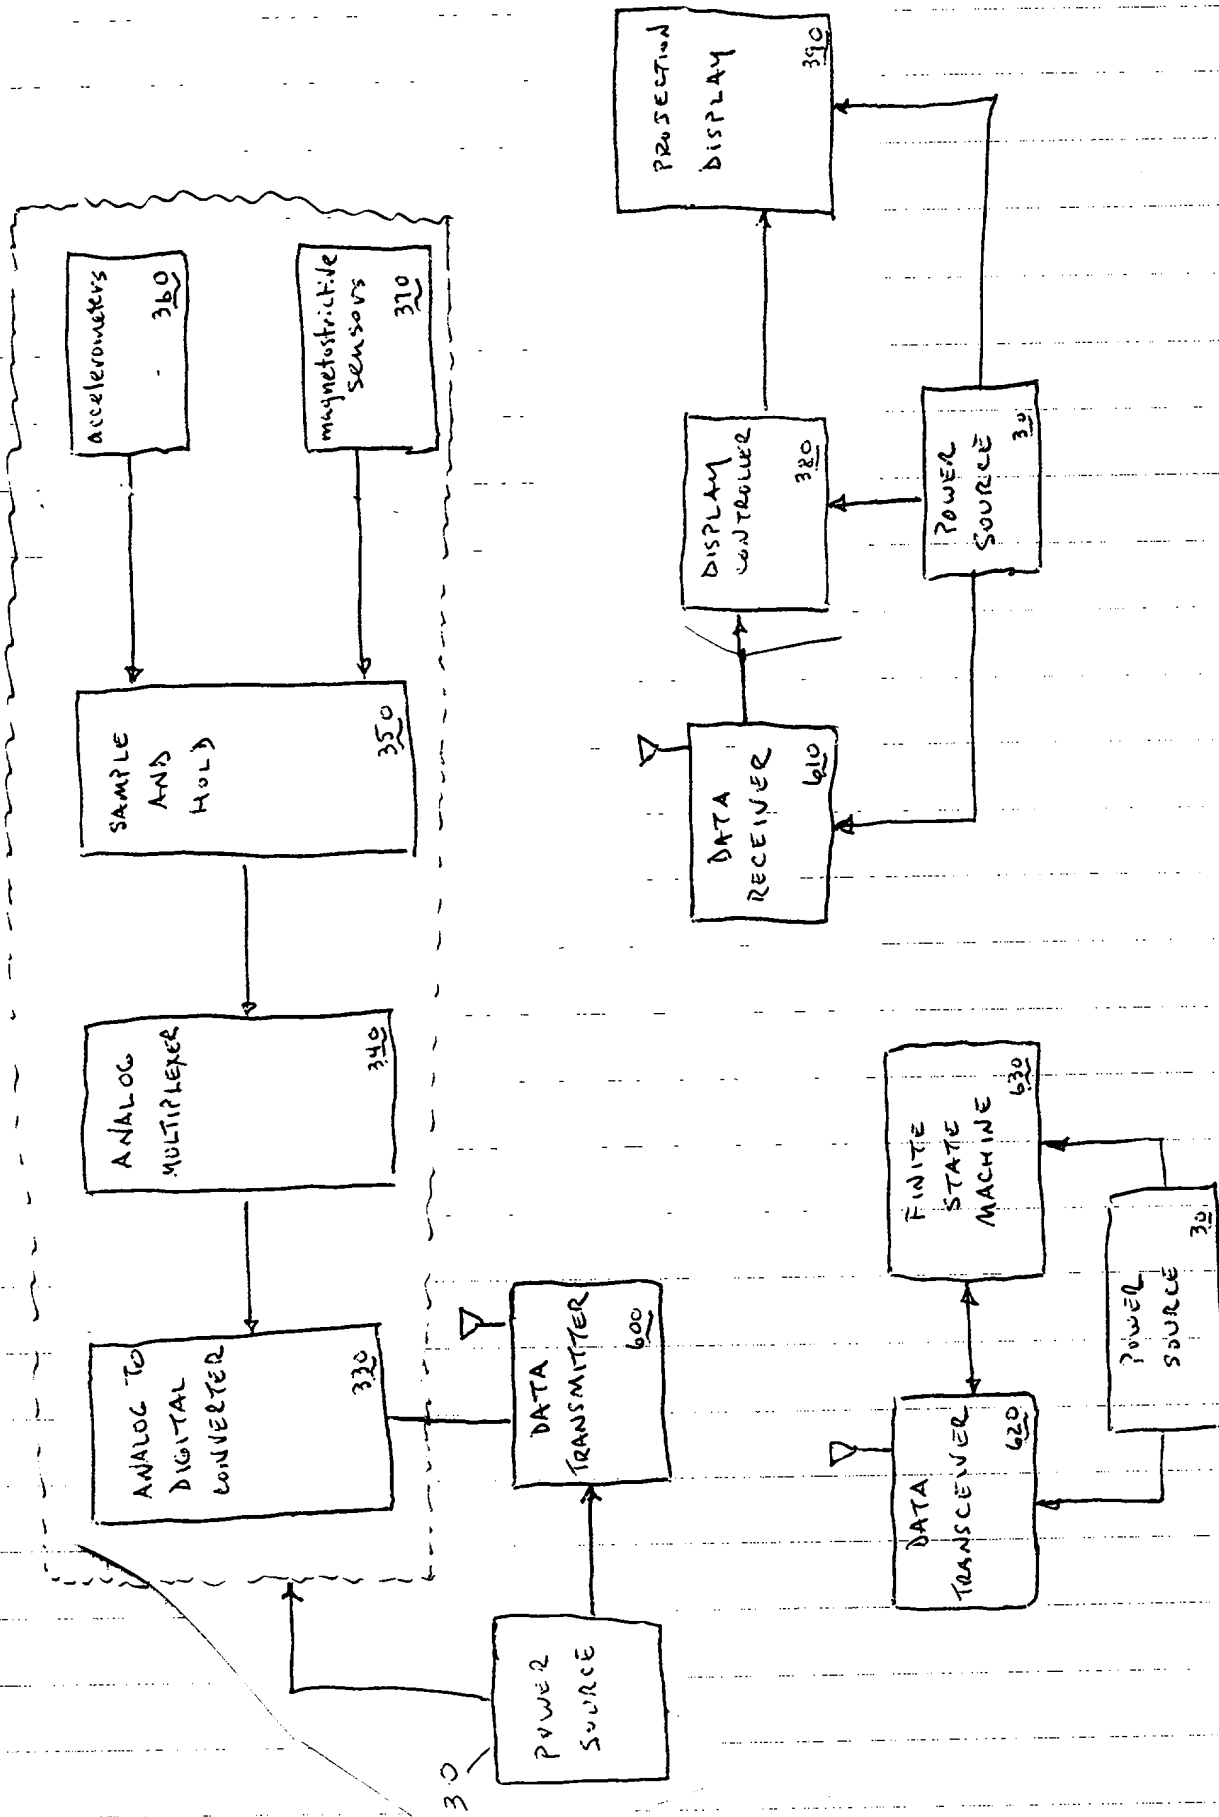 accelerometers
360
magnetostrictive
sensors
370
SAMPLE
AND
HOLD
350
ANALOG
MULTIPLEXER
340
ANALOG TO
DIGITAL
CONVERTER
330
DATA
TRANSMITTER
600
POWER
SOURCE
30
PROJECTION
DISPLAY
390
DISPLAY
CONTROLLER
380
POWER
SOURCE
30
DATA
RECEIVER
610
FINITE
STATE
MACHINE
630
DATA
TRANSCEIVER
620
POWER
SOURCE
30